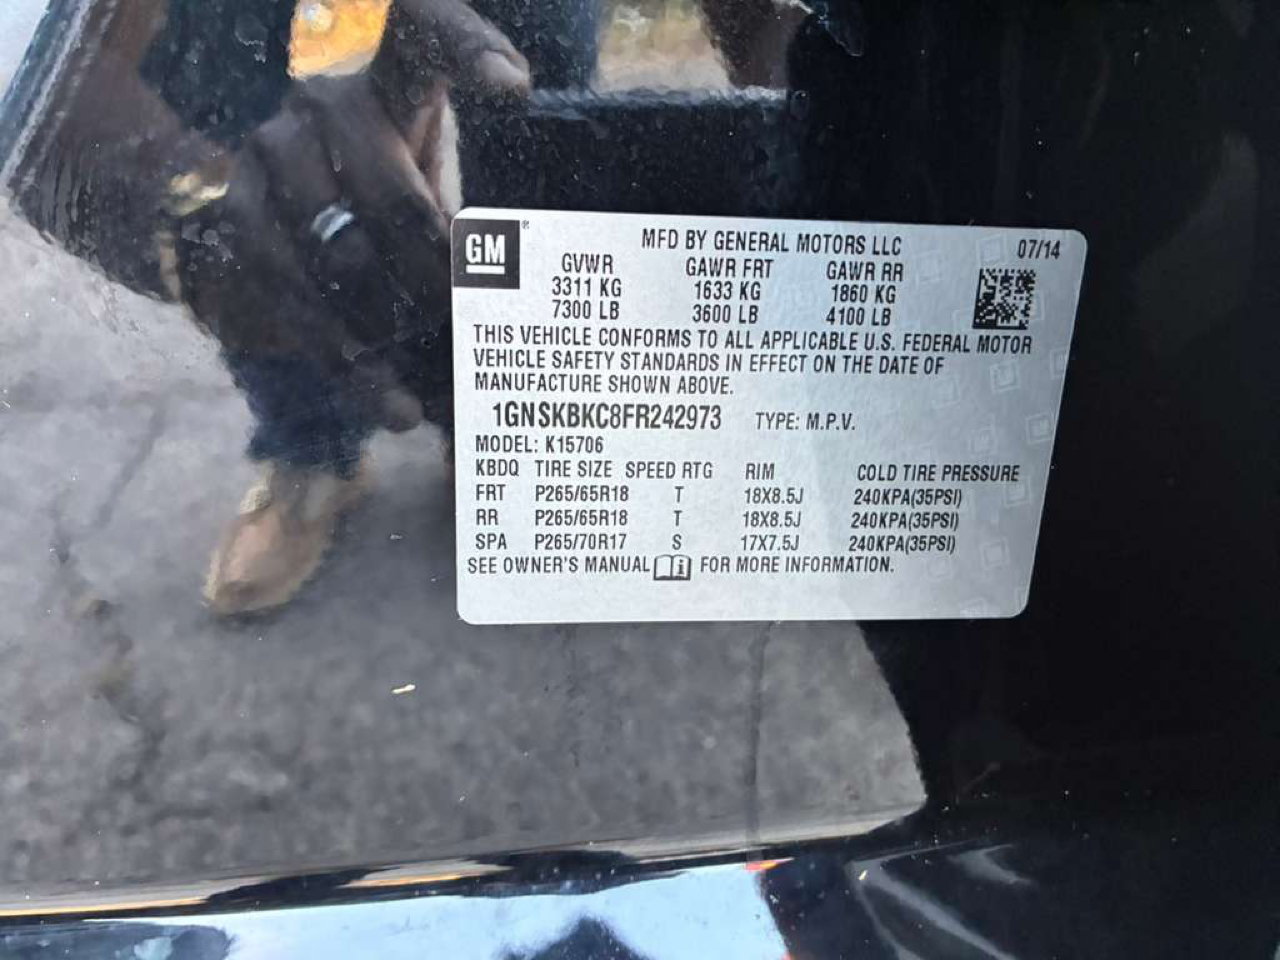 GM ®
MFD BY GENERAL MOTORS LLC 07/14
GVWR GAWR FRT GAWR RR
3311 KG 1633 KG 1860 KG
7300 LB 3600 LB 4100 LB
THIS VEHICLE CONFORMS TO ALL APPLICABLE U.S. FEDERAL MOTOR
VEHICLE SAFETY STANDARDS IN EFFECT ON THE DATE OF
MANUFACTURE SHOWN ABOVE.
1GNSKBKC8FR242973 TYPE: M.P.V.
MODEL: K15706
KBDQ TIRE SIZE SPEED RTG RIM COLD TIRE PRESSURE
FRT P265/65R18 T 18X8.5J 240KPA(35PSI)
RR P265/65R18 T 18X8.5J 240KPA(35PSI)
SPA P265/70R17 S 17X7.5J 240KPA(35PSI)
SEE OWNER'S MANUAL i FOR MORE INFORMATION.